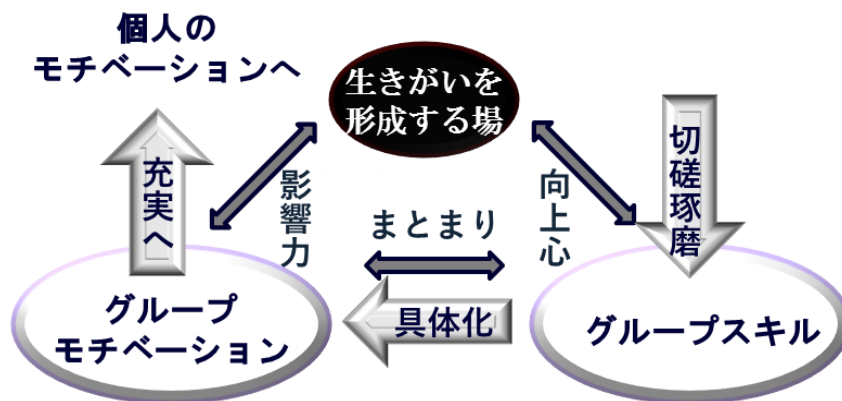 個人の
モチベーションへ
生きがいを
形成する場
切磋琢磨
充実へ
影響力
向上心
まとまり
具体化
グループ
モチベーション
グループスキル